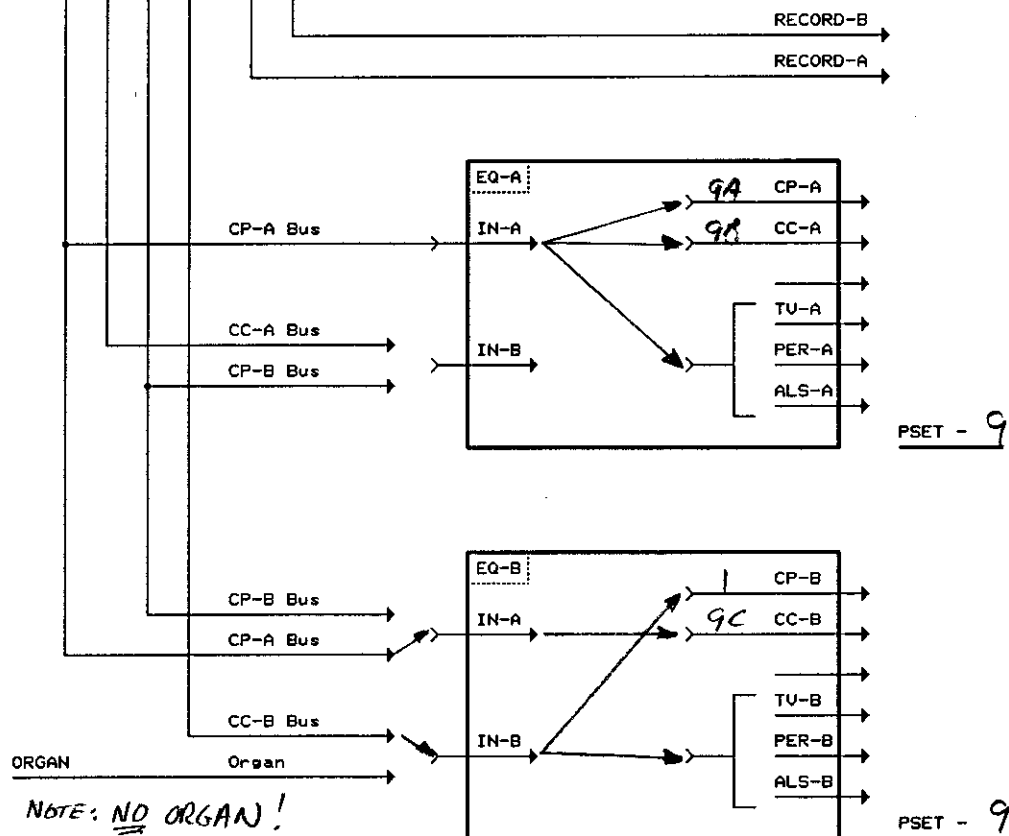 RECORD-B
RECORD-A
EQ-A
9A CP-A
CP-A Bus
IN-A
CC-A
TV-A
CC-A Bus
IN-B
PER-A
CP-B Bus
ALS-A
PSET - 9
EQ-B
1 CP-B
CP-B Bus
IN-A
9C CC-B
CP-A Bus
TV-B
CC-B Bus
IN-B
PER-B
ORGAN
Organ
ALS-B
NOTE: NO ORGAN!
PSET - 9